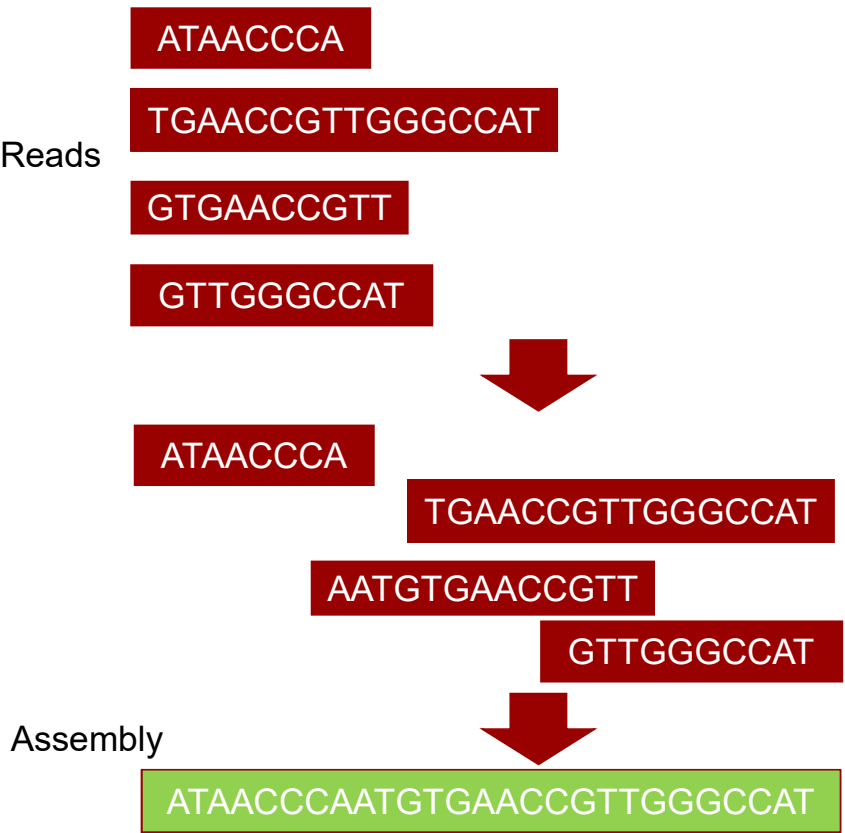 ATAACCCA
TGAACCGTTGGGCCAT
Reads
GTGAACCGTT
GTTGGGCCAT
ATAACCCA
TGAACCGTTGGGCCAT
AATGTGAACCGTT
GTTGGGCCAT
Assembly
ATAACCCAATGTGAACCGTTGGGCCAT